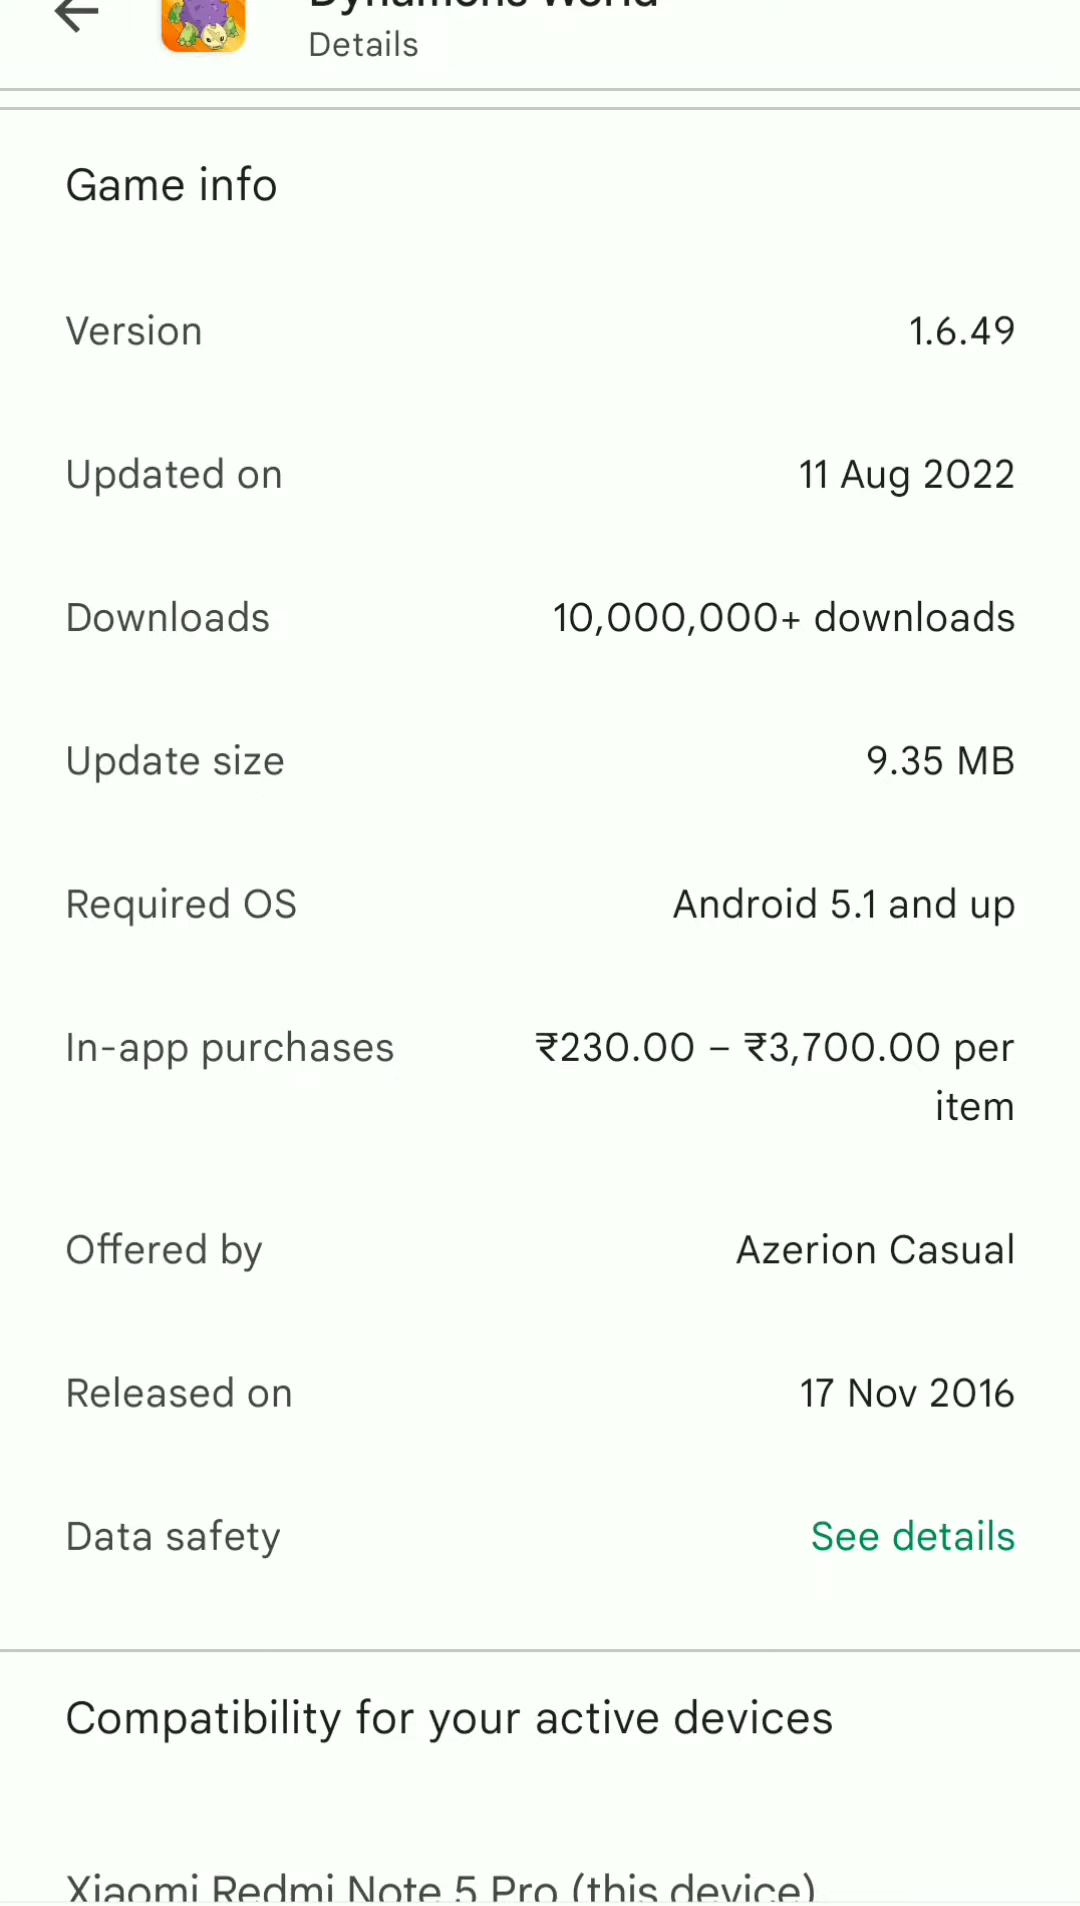 Dynamons World
Details
Game info
Version 1.6.49
Updated on 11 Aug 2022
Downloads 10,000,000+ downloads
Update size 9.35 MB
Required OS Android 5.1 and up
In-app purchases ₹230.00 – ₹3,700.00 per
item
Offered by Azerion Casual
Released on 17 Nov 2016
Data safety See details
Compatibility for your active devices
Xiaomi Redmi Note 5 Pro (this device)